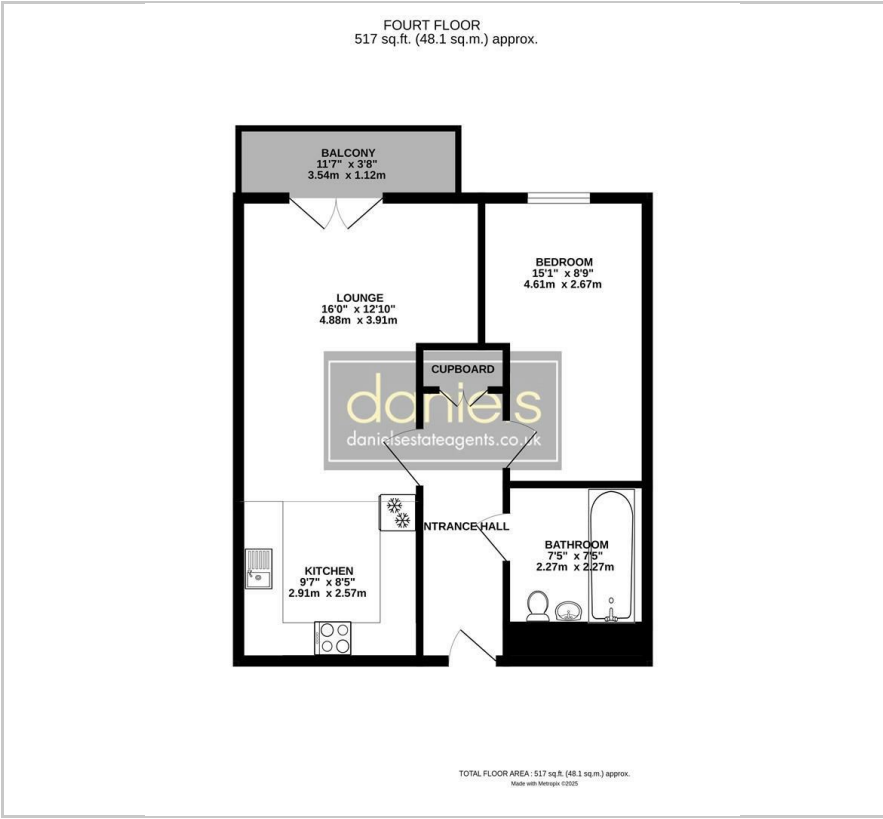 FOURT FLOOR
517 sq.ft. (48.1 sq.m.) approx.
BALCONY
11'7" x 3'8"
3.54m x 1.12m
BEDROOM
15'1" x 8'9"
4.61m x 2.67m
LOUNGE
16'0" x 12'10"
4.88m x 3.91m
CUPBOARD
daniels
danielsestateagents.co.uk
NTRANCE HALL
BATHROOM
7'5" x 7'5"
2.27m x 2.27m
KITCHEN
9'7" x 8'5"
2.91m x 2.57m
TOTAL FLOOR AREA : 517 sq.ft. (48.1 sq.m.) approx.
Made with Metropix ©2025